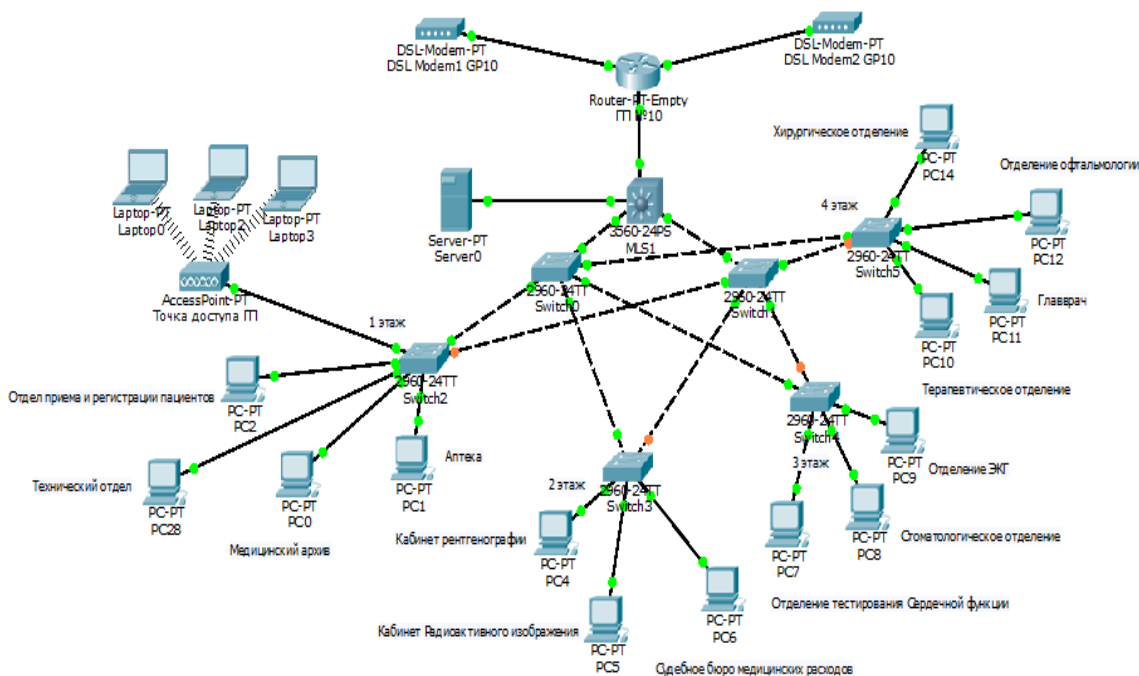 DSL-Modem-PT
DSL Modem1 GP10
DSL-Modem-PT
DSL Modem2 GP10
Router-PT-Empty
ГП №10
Хирургическое отделение
PC-PT
PC14
Отделение офтальмологии
PC-PT
PC12
Laptop-PT
Laptop0
Laptop-PT
Laptop2
Laptop-PT
Laptop3
Server-PT
Server0
3560-24PS
MLS1
4 этаж
2960-24TT
Switch5
2960-24TT
Switch0
2960-24TT
AccessPoint-PT
Точка доступа ГП
Главврач
PC-PT
PC11
PC-PT
PC10
Терапевтическое отделение
1 этаж
2960-24TT
Switch2
Отдел приема и регистрации пациентов
PC-PT
PC2
2960-24TT
Switch4
Аптека
PC-PT
PC1
Технический отдел
PC-PT
PC28
PC-PT
PC0
Медицинский архив
2 этаж
2960-24TT
Switch3
3 этаж
Отделение ЭКГ
PC-PT
PC9
Кабинет рентгенографии
PC-PT
PC4
Стоматологическое отделение
PC-PT
PC8
PC-PT
PC7
Отделение тестирования Сердечной функции
PC-PT
PC6
Кабинет Радиоактивного изображения
PC-PT
PC5
Судебное бюро медицинских расходов